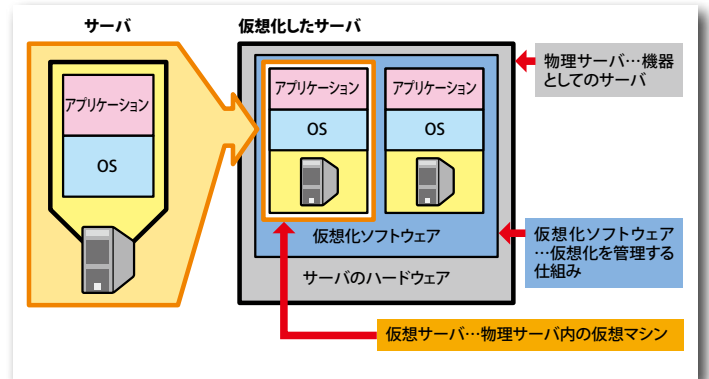 サーバ
仮想化したサーバ
アプリケーション
OS
アプリケーション
OS
アプリケーション
OS
仮想化ソフトウェア
サーバのハードウェア
物理サーバ…機器
としてのサーバ
仮想化ソフトウェア
…仮想化を管理する
仕組み
仮想サーバ…物理サーバ内の仮想マシン